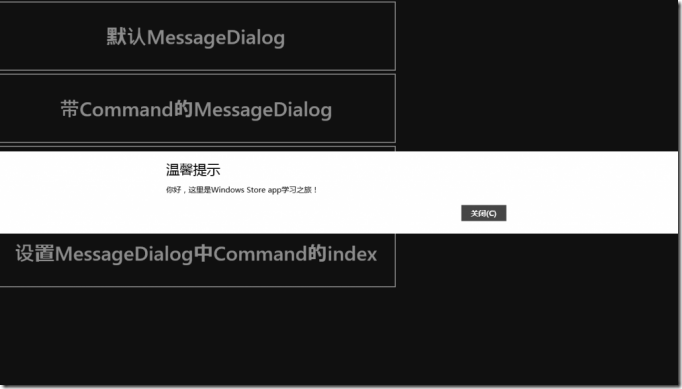 默认MessageDialog
带Command的MessageDialog
温馨提示
你好，这里是Windows Store app学习之旅！
关闭(C)
设置MessageDialog中Command的index